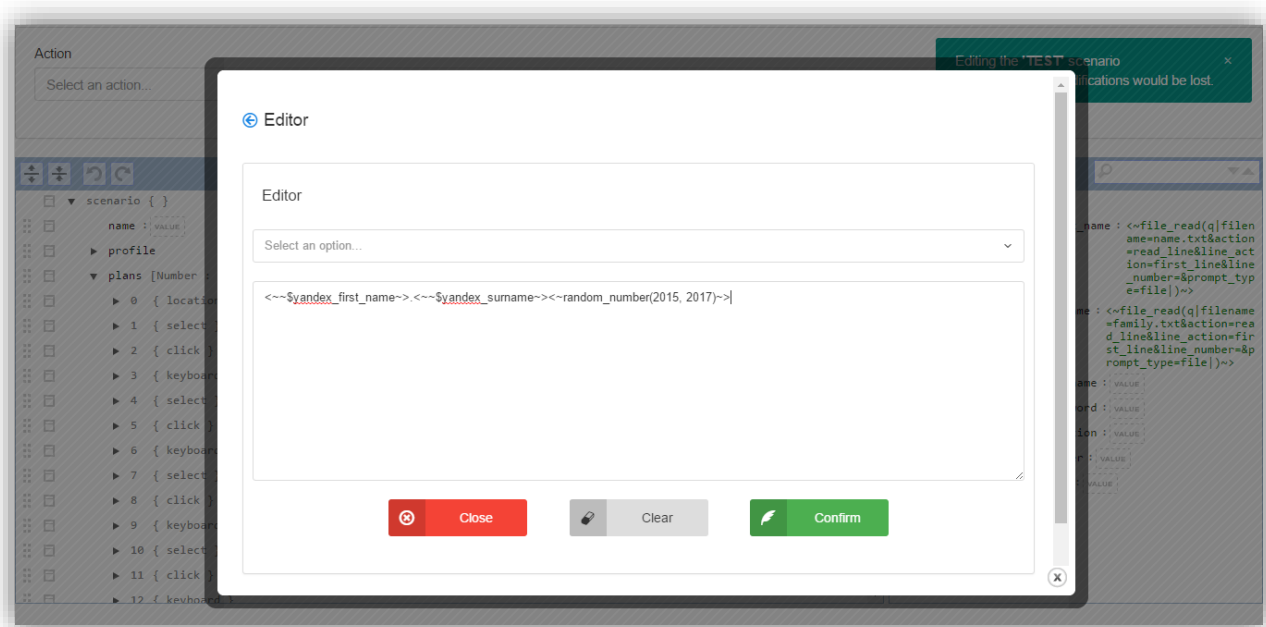 Action
Select an action...
Editing the 'TEST' scenario
ifications would be lost.
Editor
Editor
Select an option...
<~~$yandex_first_name~>.<~~$yandex_surname~><~random_number(2015, 2017)~>
Close
Clear
Confirm
scenario { }
name : VALUE
profile
plans [Number :
0 { location
1 { select }
2 { click }
3 { keyboard
4 { select }
5 { click }
6 { keyboard
7 { select
8 { click }
9 { keyboard
10 { select }
11 { click }
12 { keyboard }
_name : <~file_read(q|filen
ame=name.txt&action
=read_line&line_act
ion=first_line&line
_number=&prompt_typ
e=file|)~>
me : <~file_read(q|filename
=family.txt&action=rea
d_line&line_action=fir
st_line&line_number=&p
rompt_type=file|)~>
ame : VALUE
ord : VALUE
ion : VALUE
r : VALUE
: VALUE